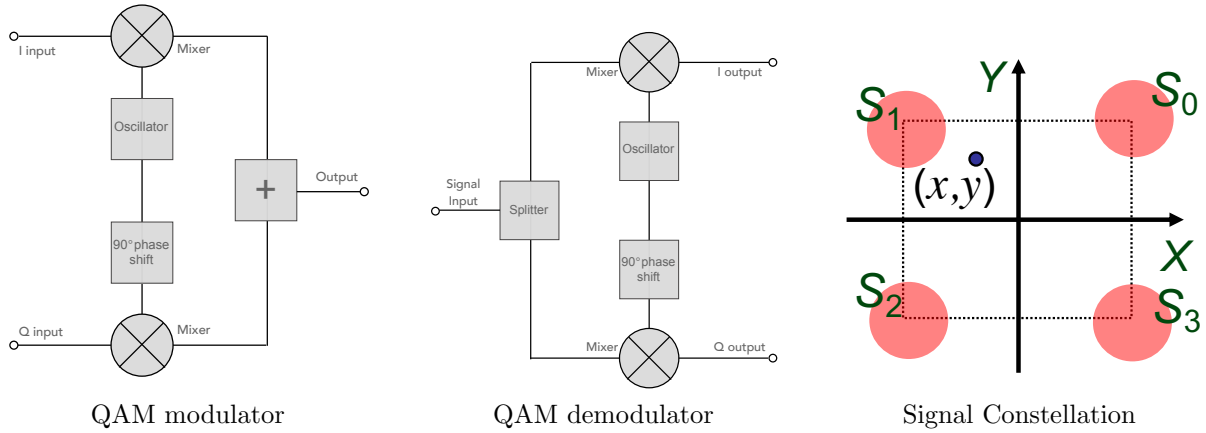 I input
Mixer
Oscillator
+
Output
90°phase
shift
Q input
Mixer
QAM modulator
Mixer
I output
Oscillator
Signal
Input
Splitter
90°phase
shift
Mixer
Q output
QAM demodulator
Y
S0
S1
(x,y)
X
S2
S3
Signal Constellation